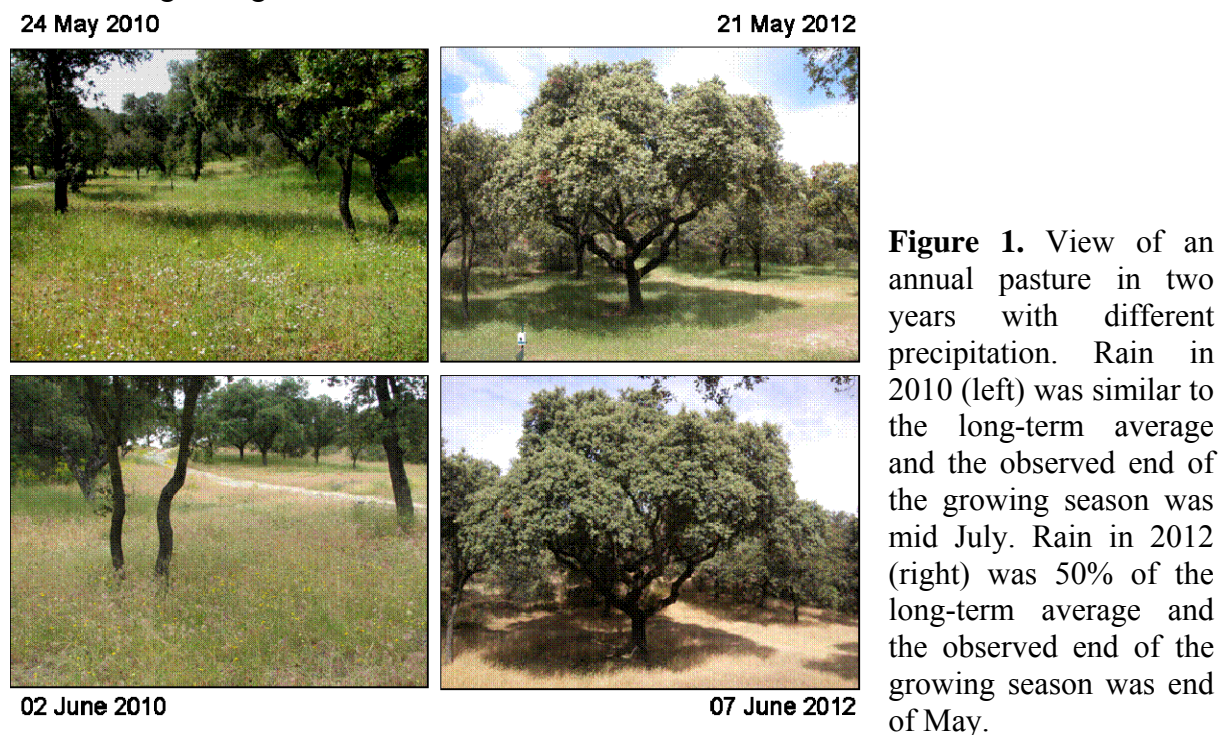 24 May 2010
21 May 2012
02 June 2010
07 June 2012
Figure 1. View of an
annual pasture in two
years with different
precipitation. Rain in
2010 (left) was similar to
the long-term average
and the observed end of
the growing season was
mid July. Rain in 2012
(right) was 50% of the
long-term average and
the observed end of the
growing season was end
of May.